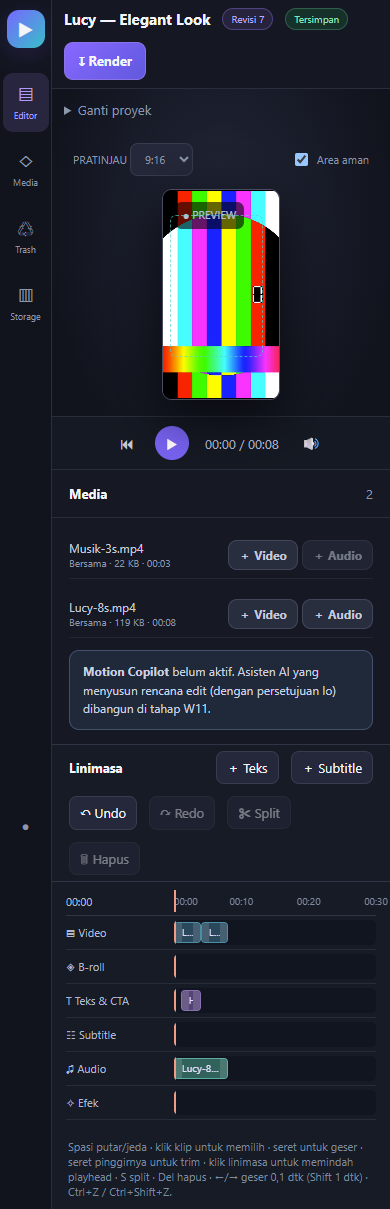 Lucy — Elegant Look
Revisi 7
Tersimpan
Render
Editor
Media
Trash
Storage
▶ Ganti proyek
PRATINJAU
9:16
Area aman
● PREVIEW
00:00 / 00:08
Media
2
Musik-3s.mp4
Bersama · 22 KB · 00:03
+ Video
+ Audio
Lucy-8s.mp4
Bersama · 119 KB · 00:08
+ Video
+ Audio
Motion Copilot belum aktif. Asisten AI yang
menyusun rencana edit (dengan persetujuan lo)
dibangun di tahap W11.
Linimasa
+ Teks
+ Subtitle
Undo
Redo
Split
Hapus
00:00
00:00
00:10
00:20
00:30
Video
L...
L...
B-roll
T Teks & CTA
Subtitle
Audio
Lucy-8...
Efek
Spasi putar/jeda · klik klip untuk memilih · seret untuk geser ·
seret pinggirnya untuk trim · klik linimasa untuk memindah
playhead · S split · Del hapus · ←/→ geser 0,1 dtk (Shift 1 dtk) ·
Ctrl+Z / Ctrl+Shift+Z.